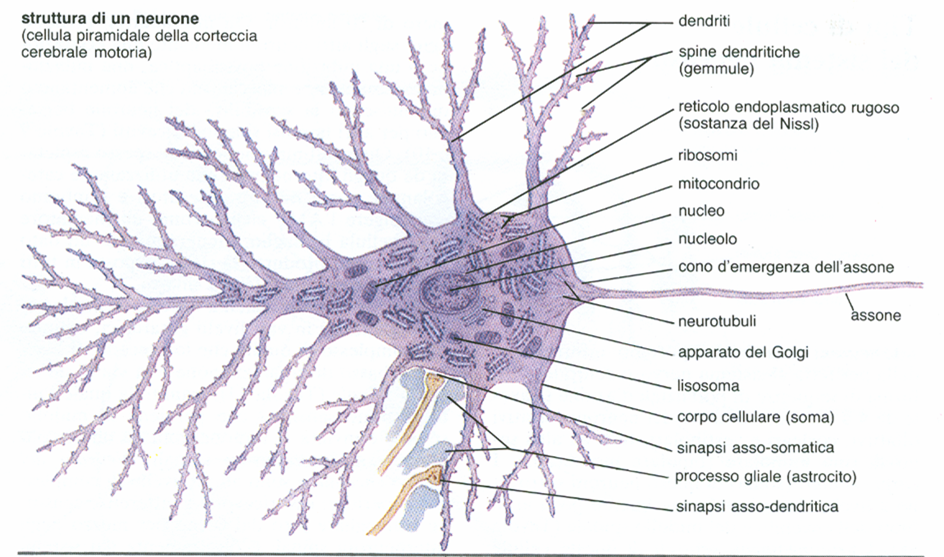 struttura di un neurone
(cellula piramidale della corteccia
cerebrale motoria)
dendriti
spine dendritiche
(gemmule)
reticolo endoplasmatico rugoso
(sostanza del Nissl)
ribosomi
mitocondrio
nucleo
nucleolo
cono d'emergenza dell'assone
assone
neurotubuli
apparato del Golgi
lisosoma
corpo cellulare (soma)
sinapsi asso-somatica
processo gliale (astrocito)
sinapsi asso-dendritica